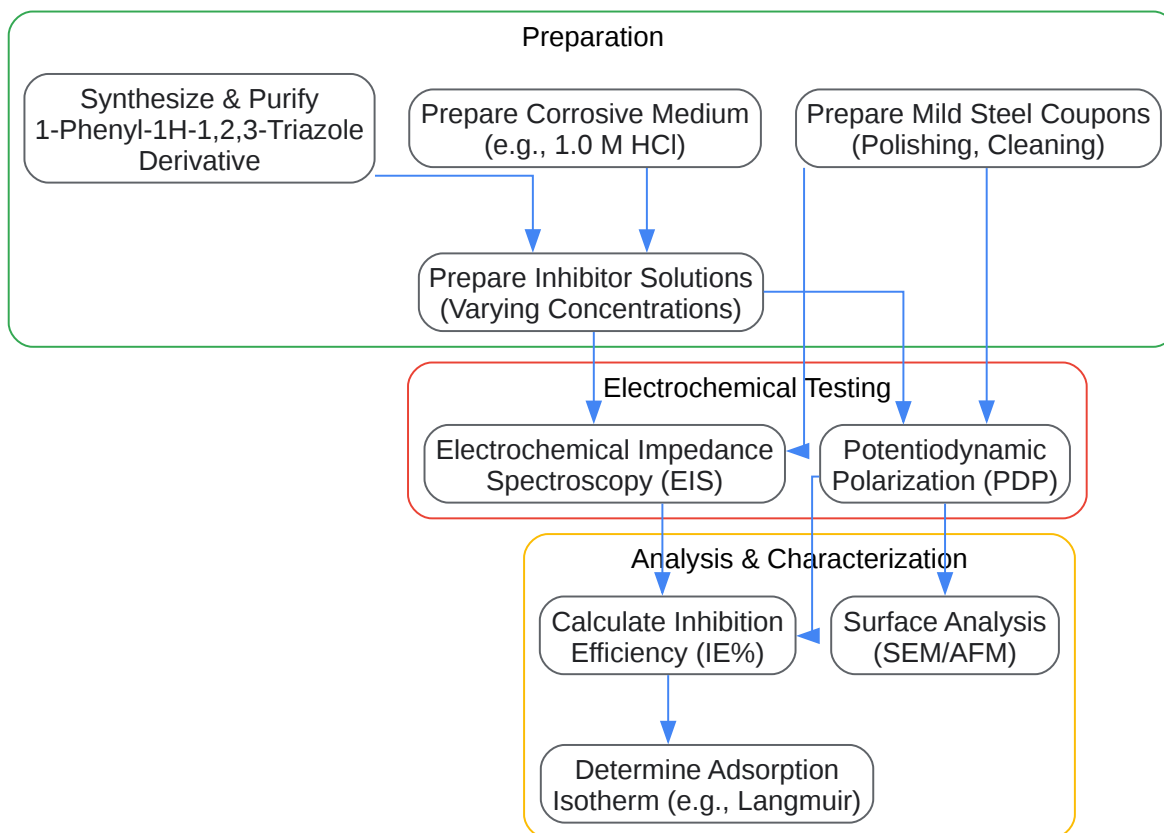 Preparation
Synthesize & Purify
1-Phenyl-1H-1,2,3-Triazole
Derivative
Prepare Corrosive Medium
(e.g., 1.0 M HCl)
Prepare Mild Steel Coupons
(Polishing, Cleaning)
Prepare Inhibitor Solutions
(Varying Concentrations)
Electrochemical Testing
Electrochemical Impedance
Spectroscopy (EIS)
Potentiodynamic
Polarization (PDP)
Analysis & Characterization
Calculate Inhibition
Efficiency (IE%)
Surface Analysis
(SEM/AFM)
Determine Adsorption
Isotherm (e.g., Langmuir)